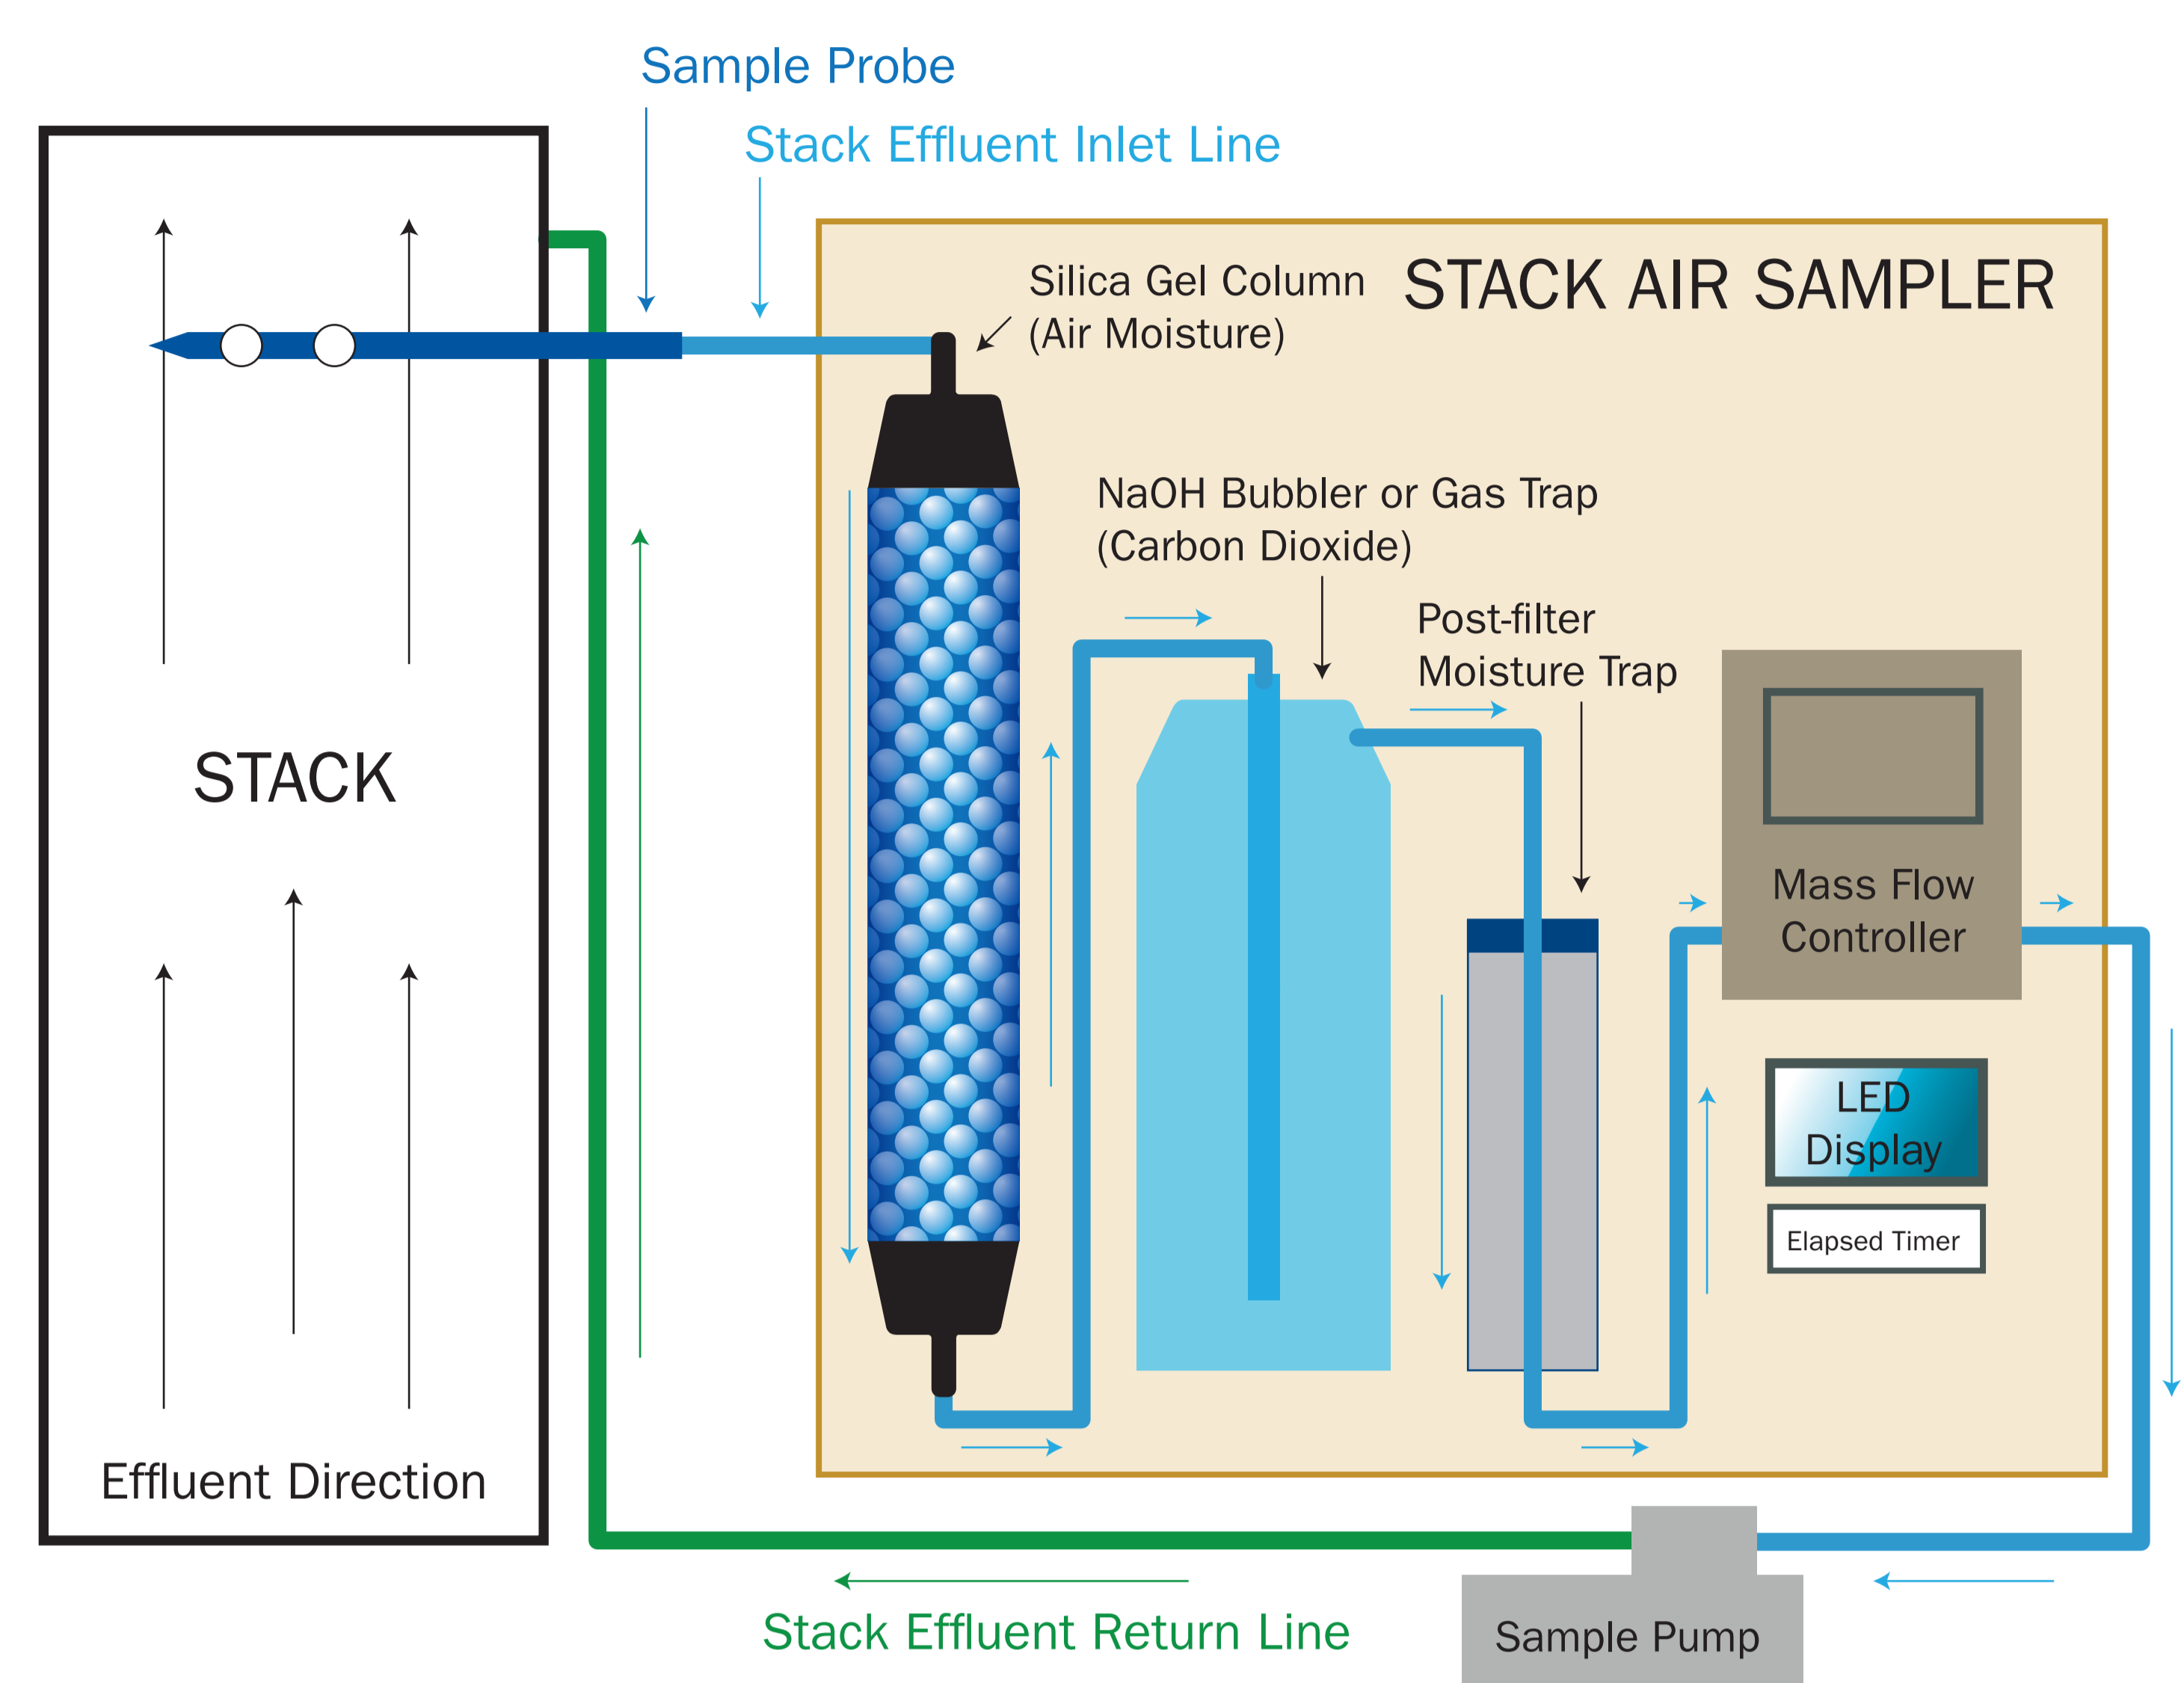 Sample Probe
Stack Effluent Inlet Line
STACK AIR SAMPLER
Silica Gel Column
(Air Moisture)
NaOH Bubbler or Gas Trap
(Carbon Dioxide)
Post-filter
Moisture Trap
STACK
Mass Flow
Controller
LED
Display
Elapsed Timer
Effluent Direction
Stack Effluent Return Line
Sample Pump